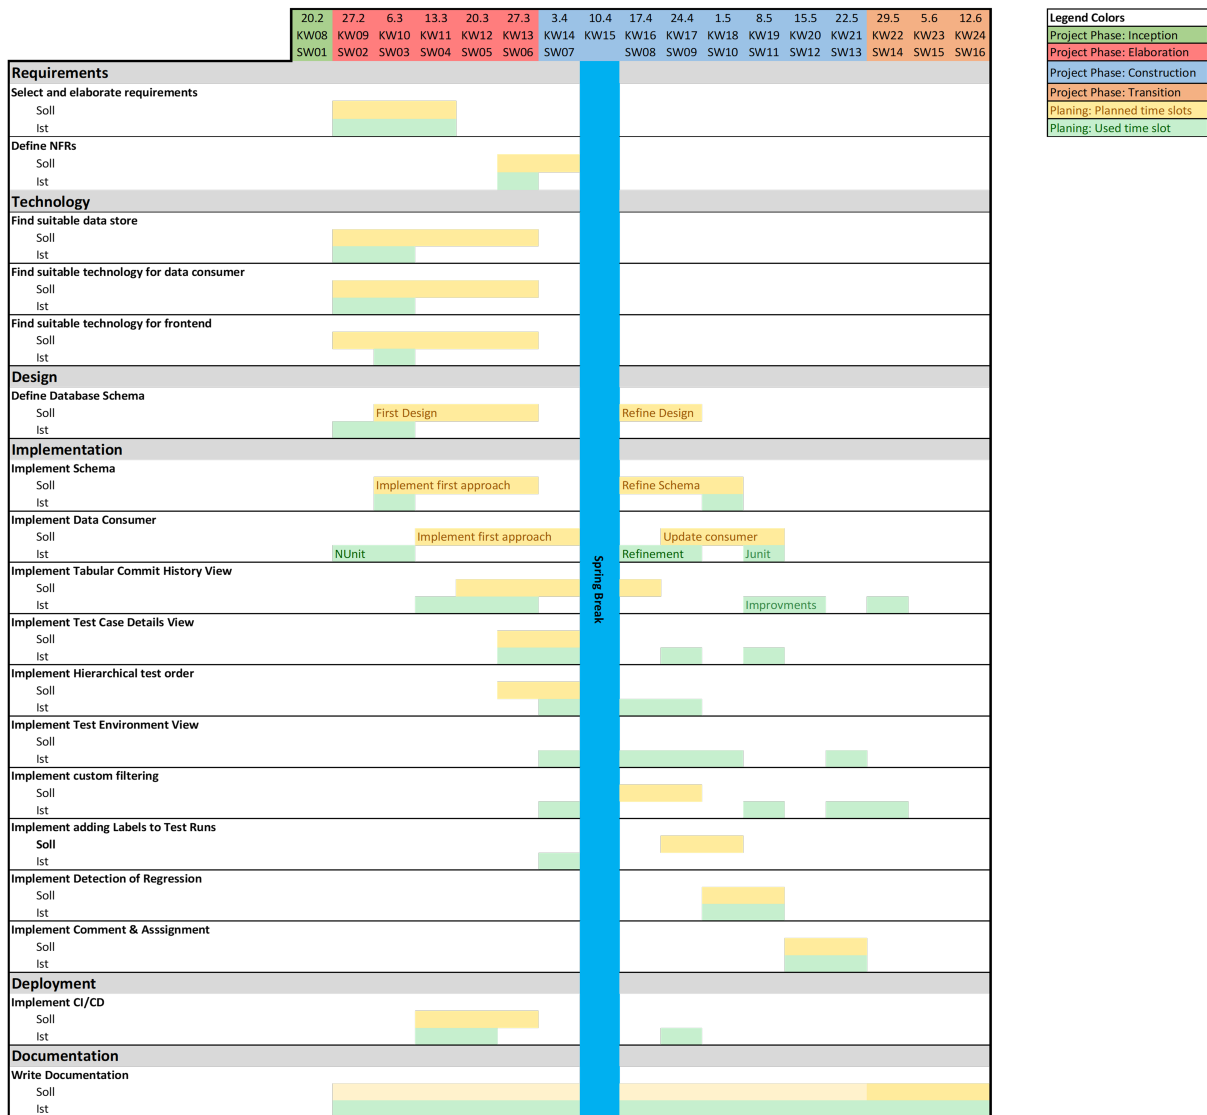 20.2 27.2 6.3 13.3 20.3 27.3 3.4 10.4 17.4 24.4 1.5 8.5 15.5 22.5 29.5 5.6 12.6
KW08 KW09 KW10 KW11 KW12 KW13 KW14 KW15 KW16 KW17 KW18 KW19 KW20 KW21 KW22 KW23 KW24
SW01 SW02 SW03 SW04 SW05 SW06 SW07 SW08 SW09 SW10 SW11 SW12 SW13 SW14 SW15 SW16
Legend Colors
Project Phase: Inception
Project Phase: Elaboration
Project Phase: Construction
Project Phase: Transition
Planing: Planned time slots
Planing: Used time slot
Requirements
Select and elaborate requirements
Soll
Ist
Define NFRs
Soll
Ist
Technology
Find suitable data store
Soll
Ist
Find suitable technology for data consumer
Soll
Ist
Find suitable technology for frontend
Soll
Ist
Design
Define Database Schema
Soll First Design Refine Design
Ist
Implementation
Implement Schema
Soll Implement first approach Refine Schema
Ist
Implement Data Consumer
Soll Implement first approach Update consumer
Ist NUnit Refinement Junit
Spring Break
Implement Tabular Commit History View
Soll
Ist Improvments
Implement Test Case Details View
Soll
Ist
Implement Hierarchical test order
Soll
Ist
Implement Test Environment View
Soll
Ist
Implement custom filtering
Soll
Ist
Implement adding Labels to Test Runs
Soll
Ist
Implement Detection of Regression
Soll
Ist
Implement Comment & Asssignment
Soll
Ist
Deployment
Implement CI/CD
Soll
Ist
Documentation
Write Documentation
Soll
Ist